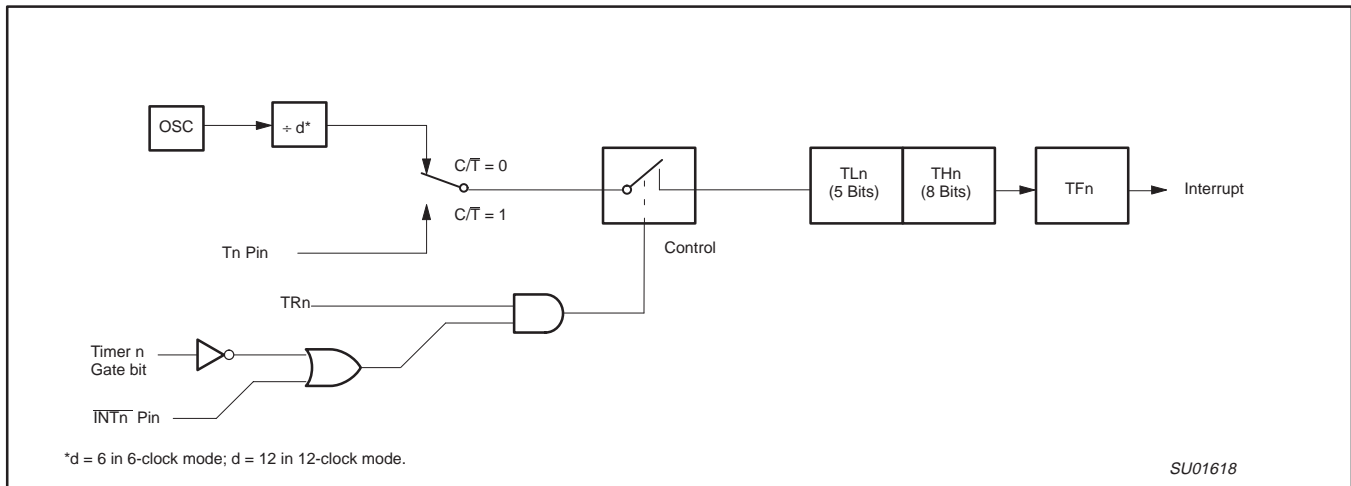 OSC
÷ d*
C/T̅ = 0
C/T̅ = 1
Tn Pin
Control
TLn
(5 Bits)
THn
(8 Bits)
TFn
Interrupt
TRn
Timer n
Gate bit
I̅N̅T̅n̅ Pin
*d = 6 in 6-clock mode; d = 12 in 12-clock mode.
SU01618